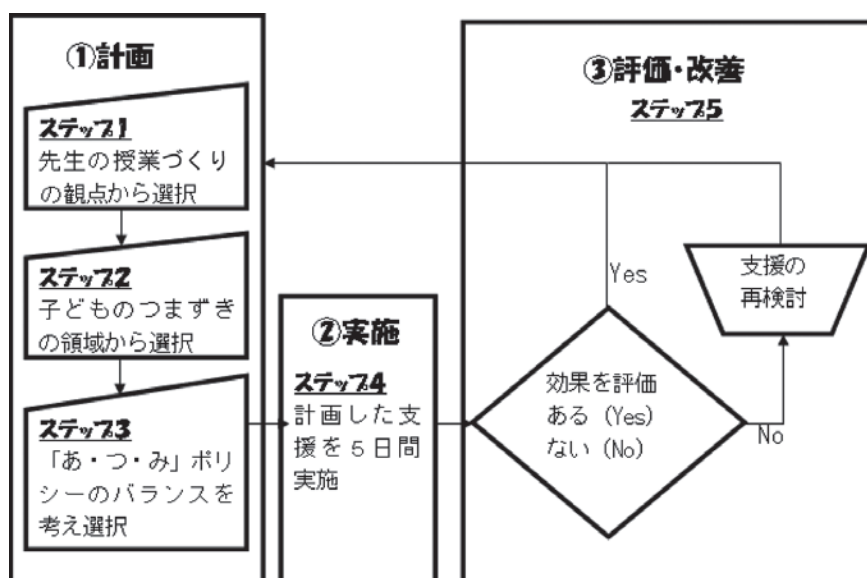 ①計画
ステップ1
先生の授業づくり
の観点から選択
ステップ2
子どものつまずき
の領域から選択
ステップ3
「あ・つ・み」ポリ
シーのバランスを
考え選択
②実施
ステップ4
計画した支
援を５日間
実施
③評価・改善
ステップ5
効果を評価
ある（Yes）
ない（No）
Yes
No
支援の
再検討